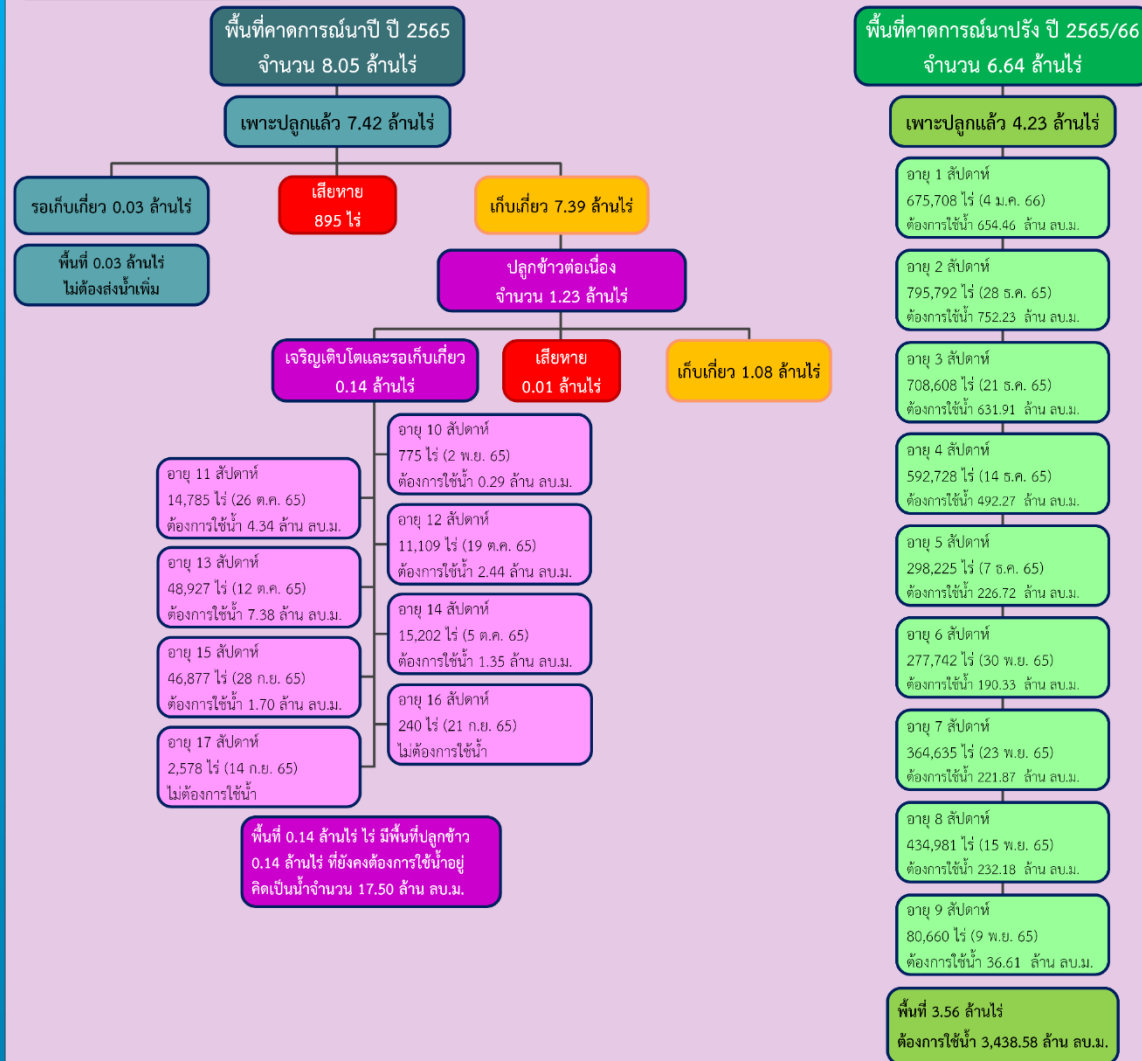 พื้นที่คาดการณ์นาปี ปี 2565
จำนวน 8.05 ล้านไร่
เพาะปลูกแล้ว 7.42 ล้านไร่
รอเก็บเกี่ยว 0.03 ล้านไร่
เสียหาย
895 ไร่
เก็บเกี่ยว 7.39 ล้านไร่
พื้นที่ 0.03 ล้านไร่
ไม่ต้องส่งน้ำเพิ่ม
ปลูกข้าวต่อเนื่อง
จำนวน 1.23 ล้านไร่
เจริญเติบโตและรอเก็บเกี่ยว
0.14 ล้านไร่
เสียหาย
0.01 ล้านไร่
เก็บเกี่ยว 1.08 ล้านไร่
อายุ 10 สัปดาห์
775 ไร่ (2 พ.ย. 65)
ต้องการใช้น้ำ 0.29 ล้าน ลบ.ม.
อายุ 11 สัปดาห์
14,785 ไร่ (26 ต.ค. 65)
ต้องการใช้น้ำ 4.34 ล้าน ลบ.ม.
อายุ 12 สัปดาห์
11,109 ไร่ (19 ต.ค. 65)
ต้องการใช้น้ำ 2.44 ล้าน ลบ.ม.
อายุ 13 สัปดาห์
48,927 ไร่ (12 ต.ค. 65)
ต้องการใช้น้ำ 7.38 ล้าน ลบ.ม.
อายุ 14 สัปดาห์
15,202 ไร่ (5 ต.ค. 65)
ต้องการใช้น้ำ 1.35 ล้าน ลบ.ม.
อายุ 15 สัปดาห์
46,877 ไร่ (28 ก.ย. 65)
ต้องการใช้น้ำ 1.70 ล้าน ลบ.ม.
อายุ 16 สัปดาห์
240 ไร่ (21 ก.ย. 65)
ไม่ต้องการใช้น้ำ
อายุ 17 สัปดาห์
2,578 ไร่ (14 ก.ย. 65)
ไม่ต้องการใช้น้ำ
พื้นที่ 0.14 ล้านไร่ ไร่ มีพื้นที่ปลูกข้าว
0.14 ล้านไร่ ที่ยังคงต้องการใช้น้ำอยู่
คิดเป็นน้ำจำนวน 17.50 ล้าน ลบ.ม.
พื้นที่คาดการณ์นาปรัง ปี 2565/66
จำนวน 6.64 ล้านไร่
เพาะปลูกแล้ว 4.23 ล้านไร่
อายุ 1 สัปดาห์
675,708 ไร่ (4 ม.ค. 66)
ต้องการใช้น้ำ 654.46 ล้าน ลบ.ม.
อายุ 2 สัปดาห์
795,792 ไร่ (28 ธ.ค. 65)
ต้องการใช้น้ำ 752.23 ล้าน ลบ.ม.
อายุ 3 สัปดาห์
708,608 ไร่ (21 ธ.ค. 65)
ต้องการใช้น้ำ 631.91 ล้าน ลบ.ม.
อายุ 4 สัปดาห์
592,728 ไร่ (14 ธ.ค. 65)
ต้องการใช้น้ำ 492.27 ล้าน ลบ.ม.
อายุ 5 สัปดาห์
298,225 ไร่ (7 ธ.ค. 65)
ต้องการใช้น้ำ 226.72 ล้าน ลบ.ม.
อายุ 6 สัปดาห์
277,742 ไร่ (30 พ.ย. 65)
ต้องการใช้น้ำ 190.33 ล้าน ลบ.ม.
อายุ 7 สัปดาห์
364,635 ไร่ (23 พ.ย. 65)
ต้องการใช้น้ำ 221.87 ล้าน ลบ.ม.
อายุ 8 สัปดาห์
434,981 ไร่ (15 พ.ย. 65)
ต้องการใช้น้ำ 232.18 ล้าน ลบ.ม.
อายุ 9 สัปดาห์
80,660 ไร่ (9 พ.ย. 65)
ต้องการใช้น้ำ 36.61 ล้าน ลบ.ม.
พื้นที่ 3.56 ล้านไร่
ต้องการใช้น้ำ 3,438.58 ล้าน ลบ.ม.